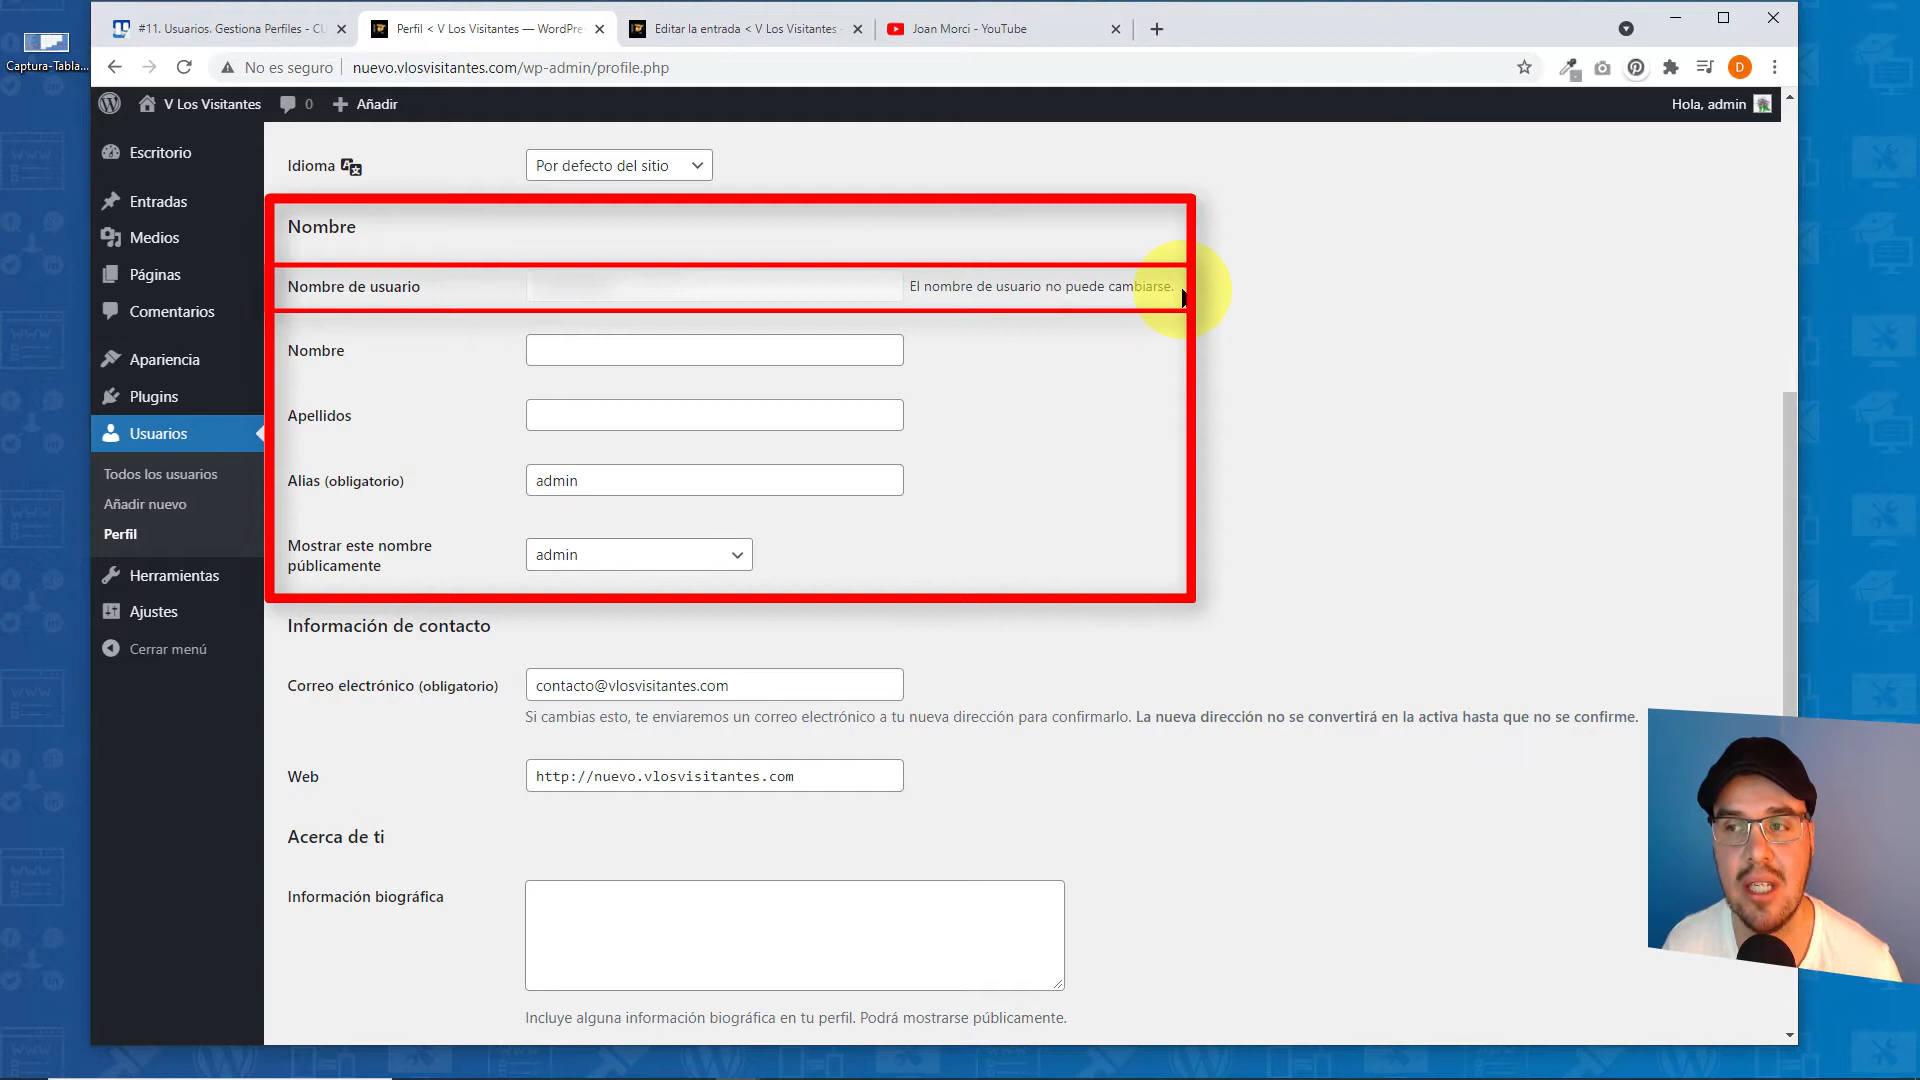 Captura-Tabla...
#11. Usuarios. Gestiona Perfiles - CU
Perfil < V Los Visitantes — WordPre
Editar la entrada < V Los Visitantes -
Joan Morci - YouTube
No es seguro
nuevo.vlosvisitantes.com/wp-admin/profile.php
D
V Los Visitantes
0
Añadir
Hola, admin
Escritorio
Entradas
Medios
Páginas
Comentarios
Apariencia
Plugins
Usuarios
Todos los usuarios
Añadir nuevo
Perfil
Herramientas
Ajustes
Cerrar menú
Idioma
Por defecto del sitio
Nombre
Nombre de usuario
El nombre de usuario no puede cambiarse.
Nombre
Apellidos
Alias (obligatorio)
admin
Mostrar este nombre
públicamente
admin
Información de contacto
Correo electrónico (obligatorio)
contacto@vlosvisitantes.com
Si cambias esto, te enviaremos un correo electrónico a tu nueva dirección para confirmarlo. La nueva dirección no se convertirá en la activa hasta que no se confirme.
Web
http://nuevo.vlosvisitantes.com
Acerca de ti
Información biográfica
Incluye alguna información biográfica en tu perfil. Podrá mostrarse públicamente.